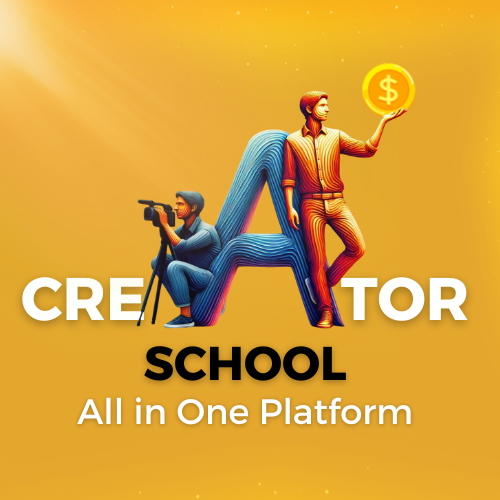 CREATOR
SCHOOL
All in One Platform
$